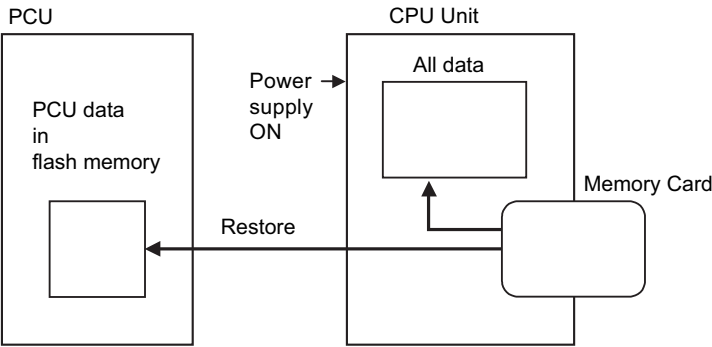 PCU
CPU Unit
All data
Power
supply
ON
PCU data
in
flash memory
Memory Card
Restore